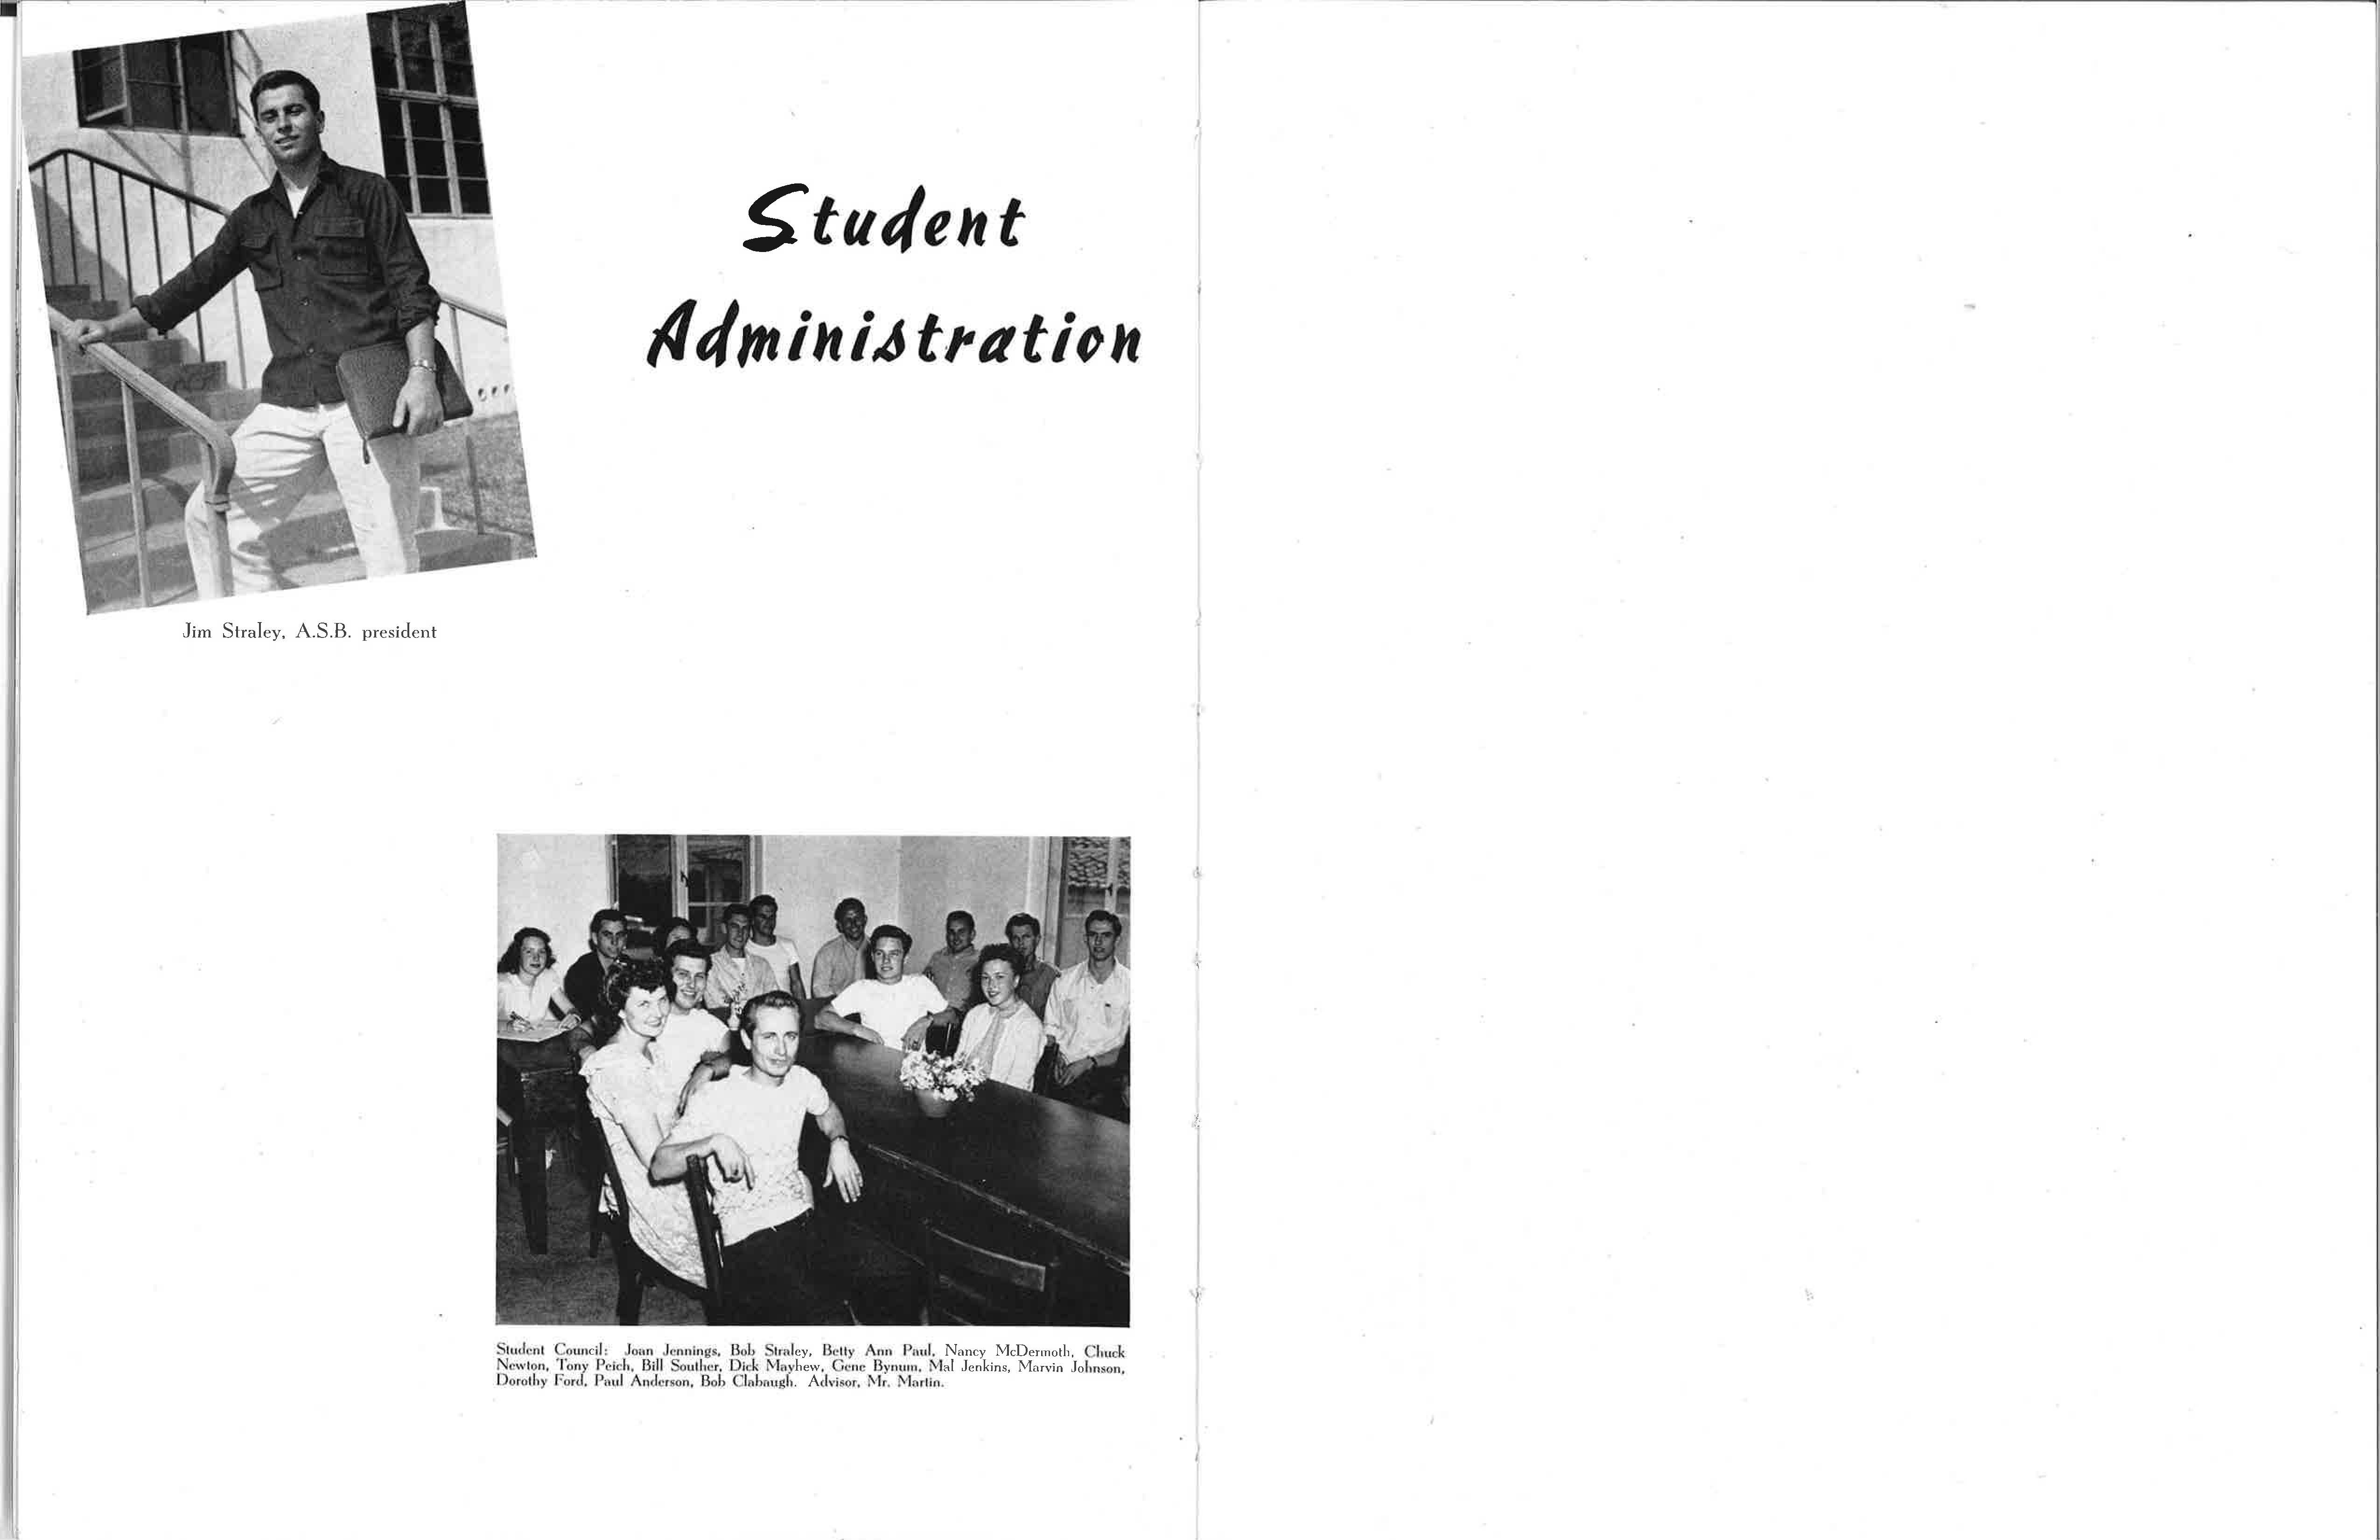 Student
Administration
Jim Straley, A.S.B. president
Student Council: Joan Jennings, Bob Straley, Betty Ann Paul, Nancy McDermoth, Chuck
Newton, Tony Peich, Bill Souther, Dick Mayhew, Gene Bynum, Mal Jenkins, Marvin Johnson,
Dorothy Ford, Paul Anderson, Bob Clabaugh. Advisor, Mr. Martin.